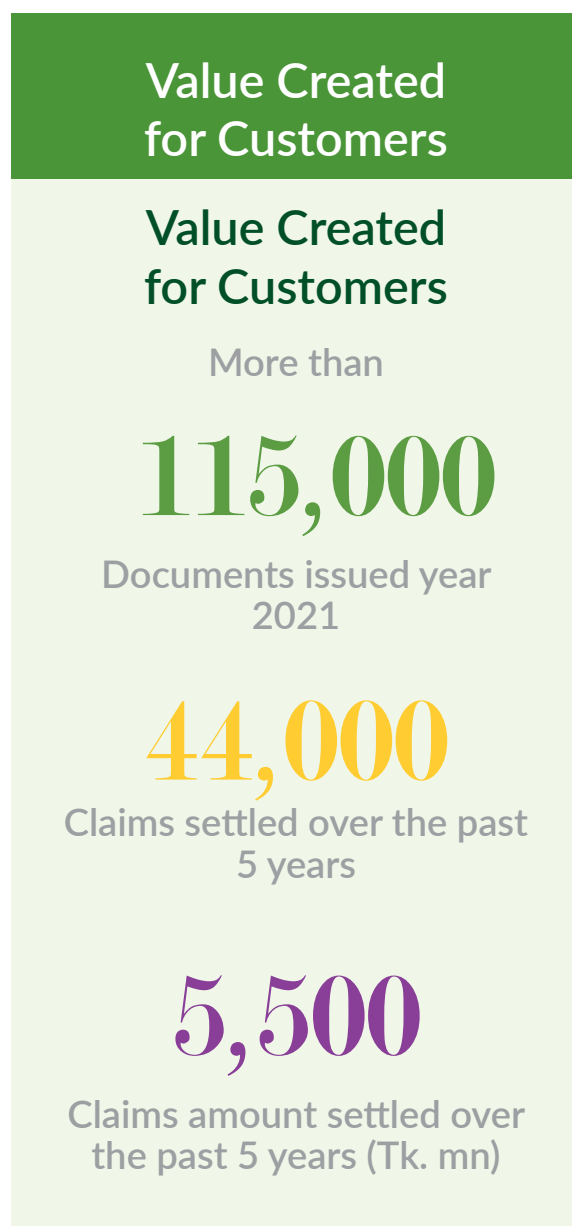 Value Created
for Customers
Value Created
for Customers
More than
115,000
Documents issued year
2021
44,000
Claims settled over the past
5 years
5,500
Claims amount settled over
the past 5 years (Tk. mn)